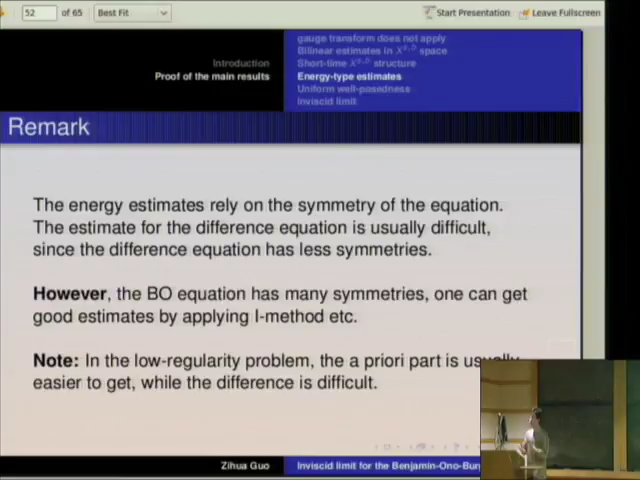 52 of 65 Best Fit Start Presentation Leave Fullscreen
gauge transform does not apply
Bilinear estimates in X^{s,b} space
Introduction
Short-time X^{s,b} structure
Proof of the main results
Energy-type estimates
Uniform well-posedness
Inviscid limit
Remark
The energy estimates rely on the symmetry of the equation.
The estimate for the difference equation is usually difficult,
since the difference equation has less symmetries.
However, the BO equation has many symmetries, one can get
good estimates by applying I-method etc.
Note: In the low-regularity problem, the a priori part is usually
easier to get, while the difference is difficult.
Zihua Guo Inviscid limit for the Benjamin-Ono-Bur